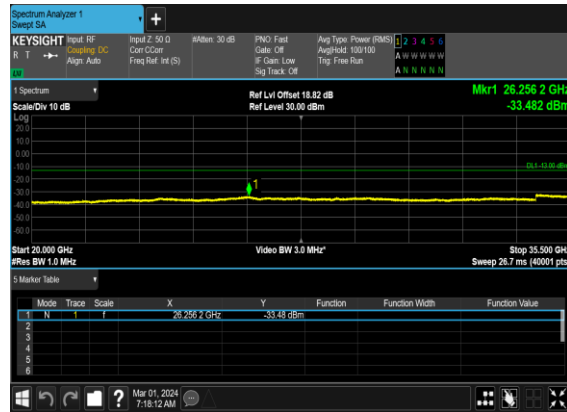 Spectrum Analyzer 1
Swept SA
+
KEYSIGHT Input: RF Input Z: 50 Ω #Atten: 30 dB PNO: Fast Avg Type: Power (RMS) 1 2 3 4 5 6
R T Coupling: DC Corr CCorr Gate: Off Avg|Hold: 100/100 A W W W W W
Align: Auto Freq Ref: Int (S) IF Gain: Low Trig: Free Run A N N N N N
Sig Track: Off
1 Spectrum
Ref Lvl Offset 18.82 dB Mkr1 26.256 2 GHz
Scale/Div 10 dB Ref Level 30.00 dBm -33.482 dBm
Log
20.0
10.0
0.00
-10.0
DL1 -13.00 dBm
-20.0
1
-30.0
-40.0
-50.0
-60.0
Start 20.000 GHz Video BW 3.0 MHz* Stop 35.500 GHz
#Res BW 1.0 MHz Sweep 26.7 ms (40001 pts)
5 Marker Table
Mode Trace Scale X Y Function Function Width Function Value
1 N 1 f 26.256 2 GHz -33.48 dBm
2
3
4
5
6
? Mar 01, 2024
7:18:12 AM